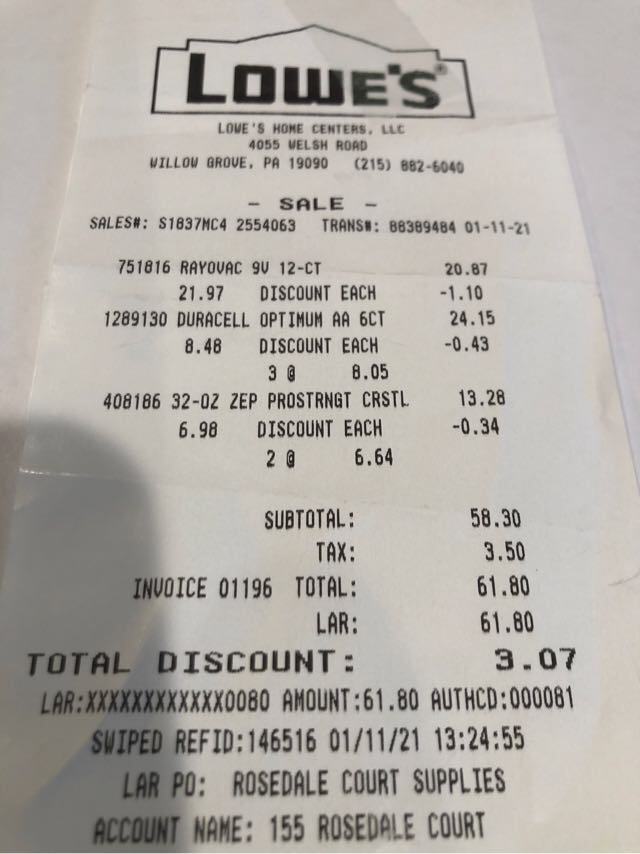 LOWE'S®
LOWE'S HOME CENTERS, LLC
4055 WELSH ROAD
WILLOW GROVE, PA 19090 (215) 882-6040
- SALE -
SALES#: S1837MC4 2554063 TRANS#: 88389484 01-11-21
751816 RAYOVAC 9V 12-CT 20.87
21.97 DISCOUNT EACH -1.10
1289130 DURACELL OPTIMUM AA 6CT 24.15
8.48 DISCOUNT EACH -0.43
3 @ 8.05
408186 32-OZ ZEP PROSTRNGT CRSTL 13.28
6.98 DISCOUNT EACH -0.34
2 @ 6.64
SUBTOTAL: 58.30
TAX: 3.50
INVOICE 01196 TOTAL: 61.80
LAR: 61.80
TOTAL DISCOUNT: 3.07
LAR:XXXXXXXXXXXX0080 AMOUNT:61.80 AUTHCD:000081
SWIPED REFID:146516 01/11/21 13:24:55
LAR PO: ROSEDALE COURT SUPPLIES
ACCOUNT NAME: 155 ROSEDALE COURT